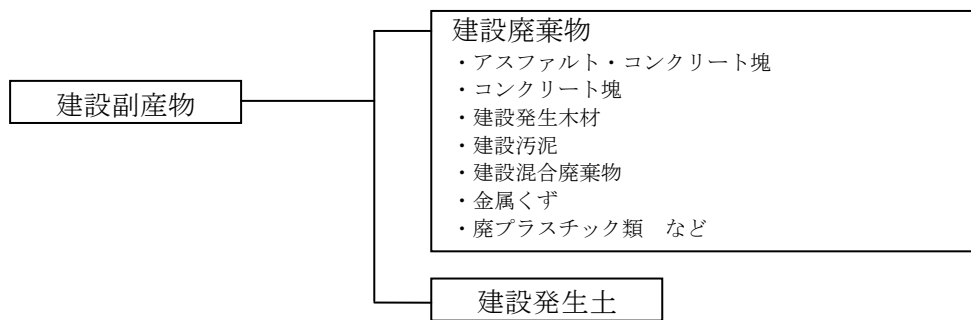 建設副産物
建設廃棄物
・アスファルト・コンクリート塊
・コンクリート塊
・建設発生木材
・建設汚泥
・建設混合廃棄物
・金属くず
・廃プラスチック類　など
建設発生土